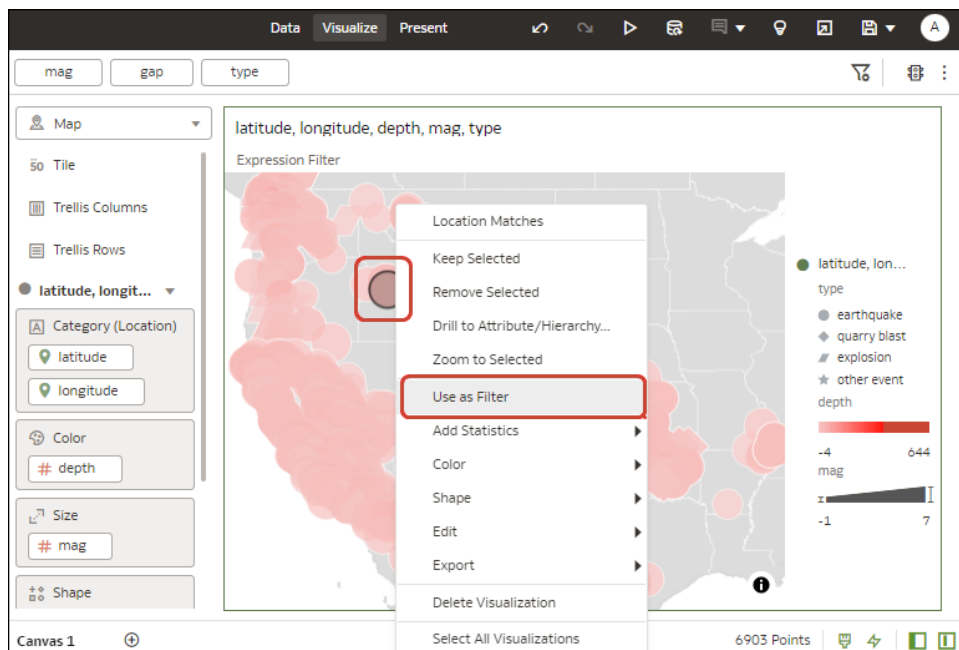 Data Visualize Present A
mag gap type
Map
50 Tile
Trellis Columns
Trellis Rows
latitude, longit...
A Category (Location)
latitude
longitude
Color
# depth
Size
# mag
Shape
latitude, longitude, depth, mag, type
Expression Filter
Location Matches
Keep Selected
Remove Selected
Drill to Attribute/Hierarchy...
Zoom to Selected
Use as Filter
Add Statistics
Color
Shape
Edit
Export
Delete Visualization
Select All Visualizations
latitude, lon...
type
earthquake
quarry blast
explosion
other event
depth
-4 644
mag
-1 7
Canvas 1 6903 Points